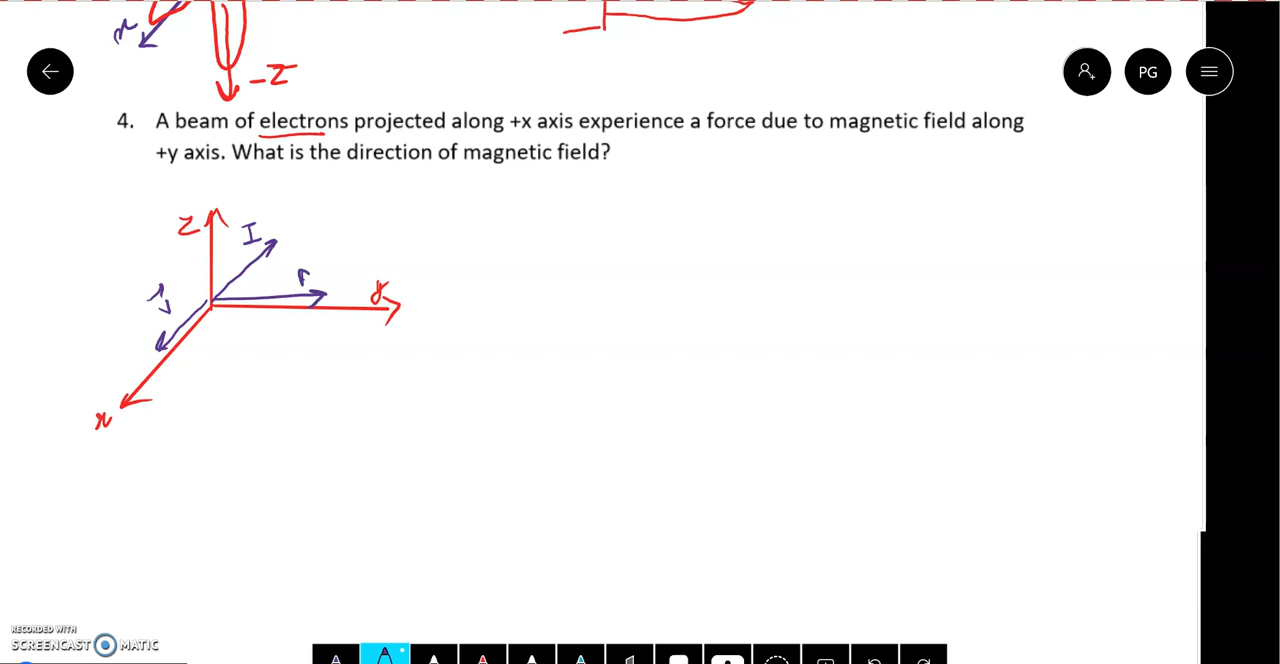 x
-Z
PG
4. A beam of electrons projected along +x axis experience a force due to magnetic field along
+y axis. What is the direction of magnetic field?
Z
I
F
y
x
RECORDED WITH
SCREENCAST MATIC